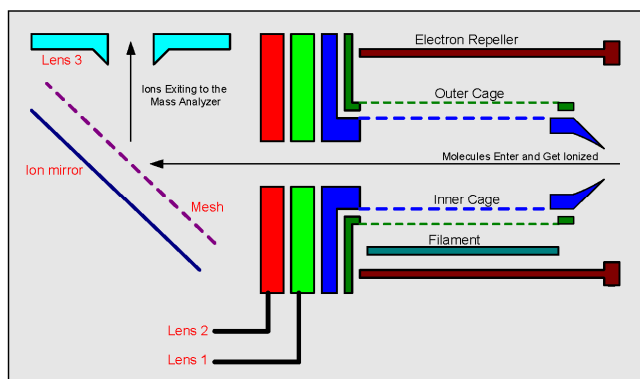 Electron Repeller
Lens 3
Ions Exiting to the
Mass Analyzer
Outer Cage
Molecules Enter and Get Ionized
Ion mirror
Mesh
Inner Cage
Filament
Lens 2
Lens 1